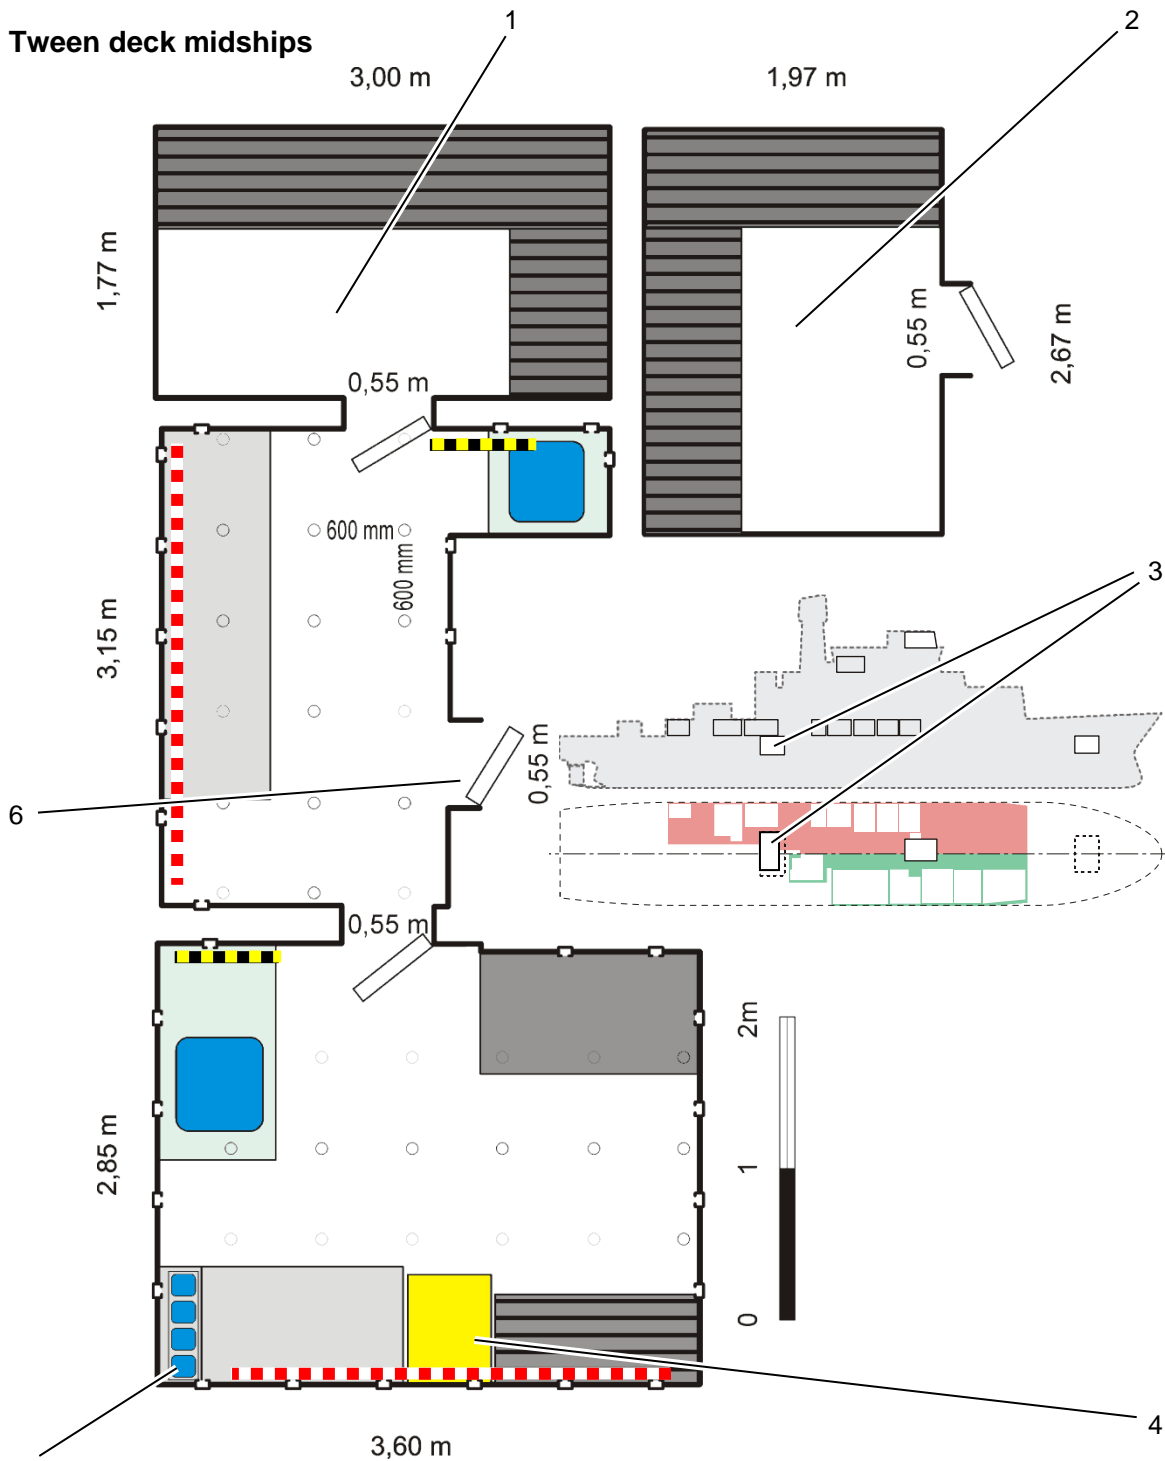 1
2
Tween deck midships
3,00 m
1,97 m
1,77 m
0,55 m
0,55 m
2,67 m
600 mm
600 mm
3
3,15 m
0,55 m
6
0,55 m
2m
1
0
2,85 m
4
3,60 m